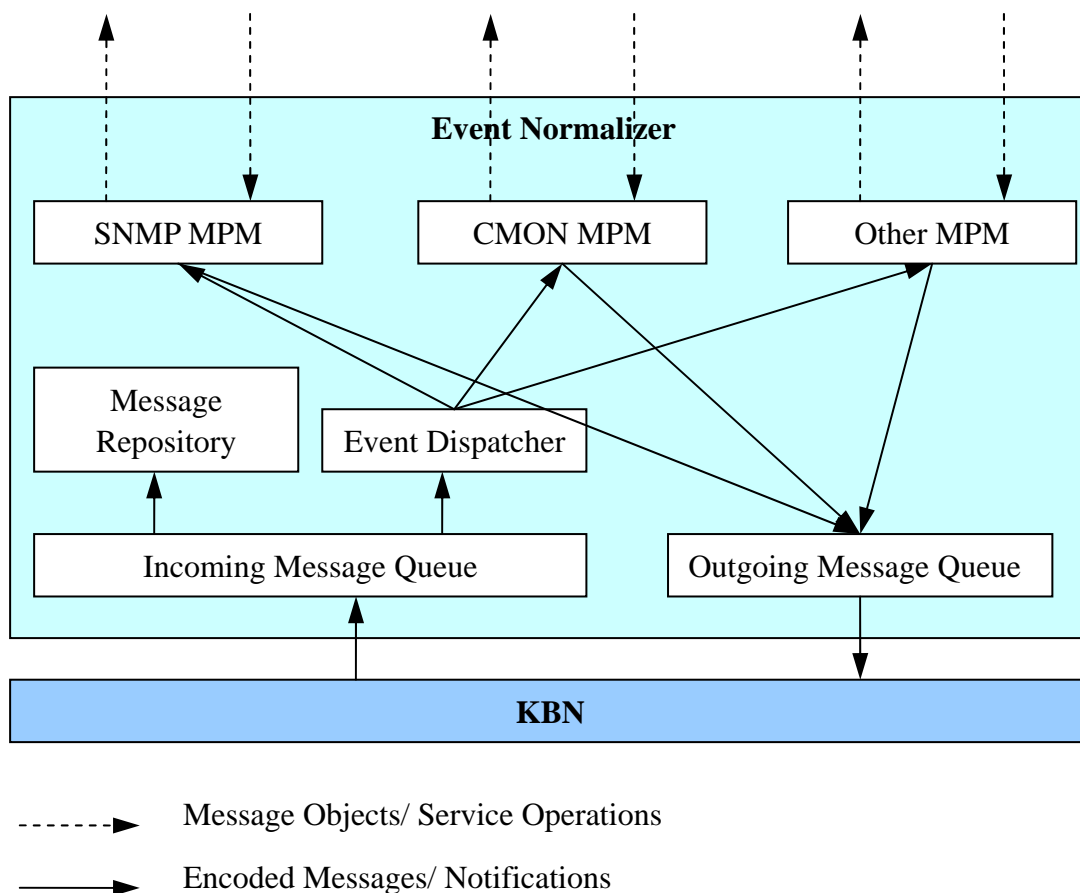 Event Normalizer
SNMP MPM
CMON MPM
Other MPM
Message
Repository
Event Dispatcher
Incoming Message Queue
Outgoing Message Queue
KBN
Message Objects/ Service Operations
Encoded Messages/ Notifications